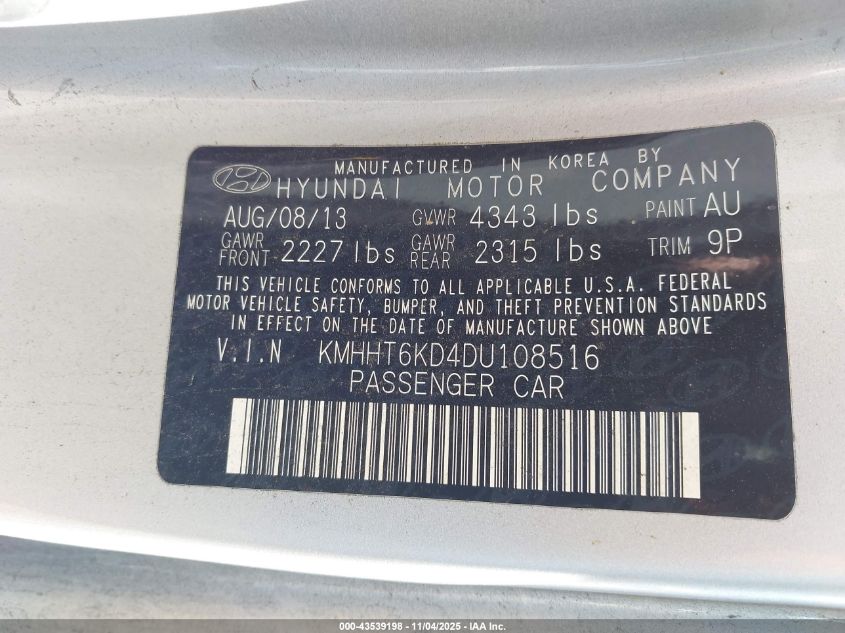 MANUFACTURED IN KOREA BY
HYUNDAI MOTOR COMPANY
AUG/08/13 GVWR 4343 lbs PAINT AU
GAWR FRONT 2227 lbs GAWR REAR 2315 lbs TRIM 9P
THIS VEHICLE CONFORMS TO ALL APPLICABLE U.S.A. FEDERAL
MOTOR VEHICLE SAFETY, BUMPER, AND THEFT PREVENTION STANDARDS
IN EFFECT ON THE DATE OF MANUFACTURE SHOWN ABOVE
V.I.N KMHHT6KD4DU108516
PASSENGER CAR
000-43539198 - 11/04/2025 - IAA Inc.